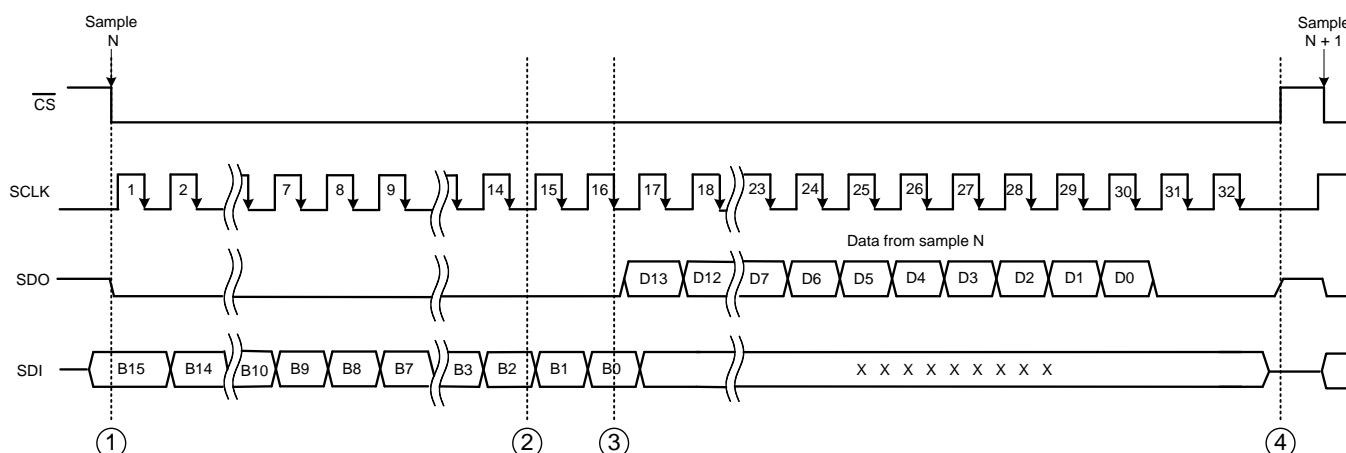 Sample
N
Sample
N + 1
CS
SCLK
1 2 7 8 9 14 15 16 17 18 23 24 25 26 27 28 29 30 31 32
Data from sample N
SDO
D13 D12 D7 D6 D5 D4 D3 D2 D1 D0
SDI
B15 B14 B10 B9 B8 B7 B3 B2 B1 B0 X X X X X X X X X
1 2 3 4